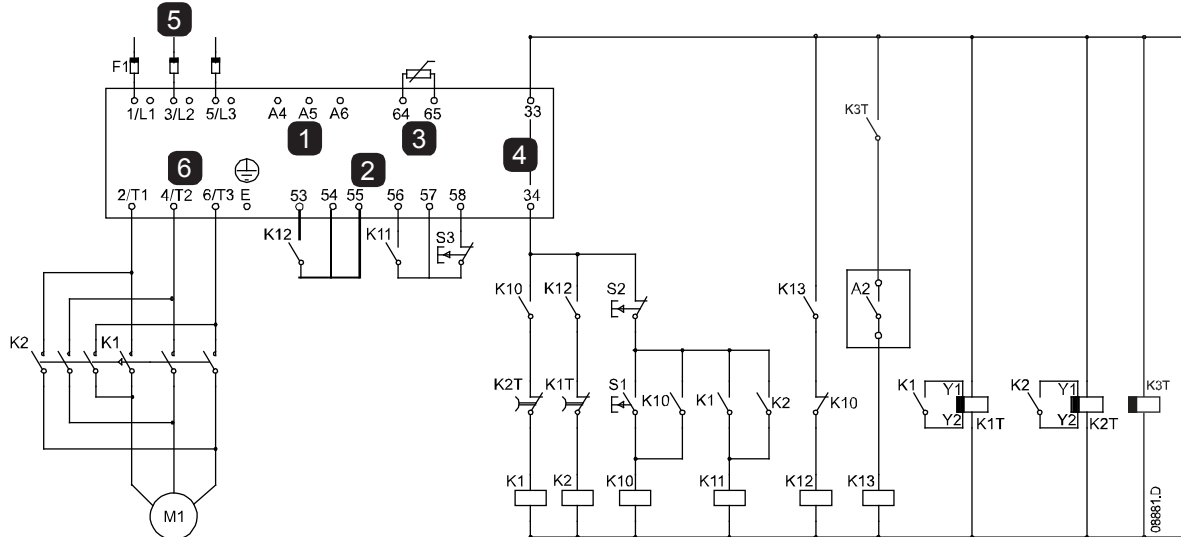 5
F1
1/L1 3/L2 5/L3 A4 A5 A6 64 65 33
1 3 4
6 2
2/T1 4/T2 6/T3 E 53 54 55 56 57 58 34
K12 K11 S3
K3T
K10 K12 S2 K13 A2
K2 K1
K2T K1T S1 K10 K1 K2 K10 K1 Y1 Y2 K1T K2 Y1 Y2 K2T K3T
K1 K2 K10 K11 K12 K13
M1
08881.D